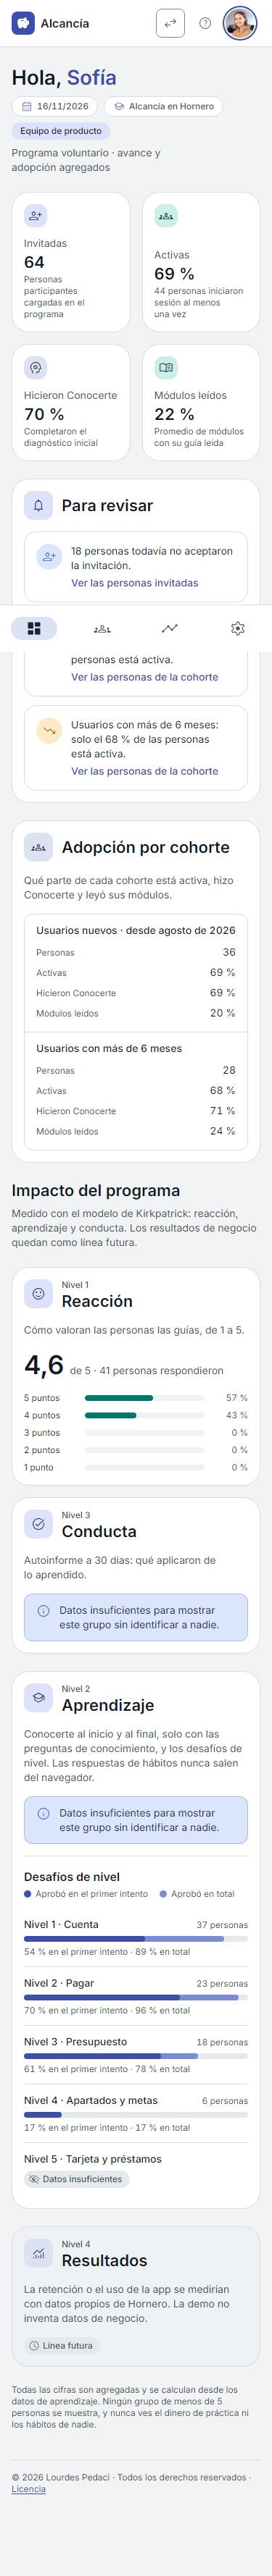 Alcancía
Hola, Sofía
16/11/2026
Alcancía en Hornero
Equipo de producto
Programa voluntario · avance y
adopción agregados
Invitadas
64
Personas
participantes
cargadas en el
programa
Activas
69 %
44 personas iniciaron
sesión al menos
una vez
Hicieron Conocerte
70 %
Completaron el
diagnóstico inicial
Módulos leídos
22 %
Promedio de módulos
con su guía leída
Para revisar
18 personas todavía no aceptaron
la invitación.
Ver las personas invitadas
personas está activa.
Ver las personas de la cohorte
Usuarios con más de 6 meses:
solo el 68 % de las personas
está activa.
Ver las personas de la cohorte
Adopción por cohorte
Qué parte de cada cohorte está activa, hizo
Conocerte y leyó sus módulos.
Usuarios nuevos · desde agosto de 2026
Personas 36
Activas 69 %
Hicieron Conocerte 69 %
Módulos leídos 20 %
Usuarios con más de 6 meses
Personas 28
Activas 68 %
Hicieron Conocerte 71 %
Módulos leídos 24 %
Impacto del programa
Medido con el modelo de Kirkpatrick: reacción,
aprendizaje y conducta. Los resultados de negocio
quedan como línea futura.
Nivel 1
Reacción
Cómo valoran las personas las guías, de 1 a 5.
4,6 de 5 · 41 personas respondieron
5 puntos 57 %
4 puntos 43 %
3 puntos 0 %
2 puntos 0 %
1 punto 0 %
Nivel 3
Conducta
Autoinforme a 30 días: qué aplicaron de
lo aprendido.
Datos insuficientes para mostrar
este grupo sin identificar a nadie.
Nivel 2
Aprendizaje
Conocerte al inicio y al final, solo con las
preguntas de conocimiento, y los desafíos de
nivel. Las respuestas de hábitos nunca salen
del navegador.
Datos insuficientes para mostrar
este grupo sin identificar a nadie.
Desafíos de nivel
Aprobó en el primer intento
Aprobó en total
Nivel 1 · Cuenta 37 personas
54 % en el primer intento · 89 % en total
Nivel 2 · Pagar 23 personas
70 % en el primer intento · 96 % en total
Nivel 3 · Presupuesto 18 personas
61 % en el primer intento · 78 % en total
Nivel 4 · Apartados y metas 6 personas
17 % en el primer intento · 17 % en total
Nivel 5 · Tarjeta y préstamos
Datos insuficientes
Nivel 4
Resultados
La retención o el uso de la app se medirían
con datos propios de Hornero. La demo no
inventa datos de negocio.
Línea futura
Todas las cifras son agregadas y se calculan desde los
datos de aprendizaje. Ningún grupo de menos de 5
personas se muestra, y nunca ves el dinero de práctica ni
los hábitos de nadie.
© 2026 Lourdes Pedaci · Todos los derechos reservados ·
Licencia